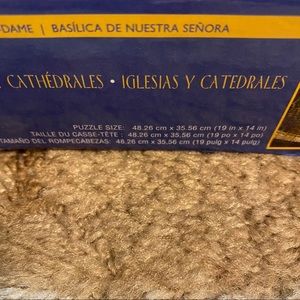 DAME | BASÍLICA DE NUESTRA SEÑORA
CATHÉDRALES • IGLESIAS Y CATEDRALES
PUZZLE SIZE: 48.26 cm x 35.56 cm (19 in x 14 in)
TAILLE DU CASSE-TÊTE : 48.26 cm x 35.56 cm (19 po x 14 po)
TAMAÑO DEL ROMPECABEZAS: 48.26 cm x 35.56 cm (19 pulg x 14 pulg)